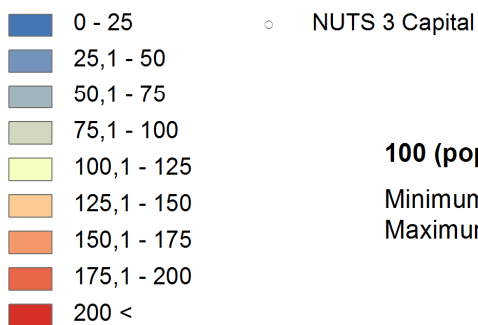 0 - 25
25,1 - 50
50,1 - 75
75,1 - 100
100,1 - 125
125,1 - 150
150,1 - 175
175,1 - 200
200 <
NUTS 3 Capital
100 (pop
Minimum
Maximu